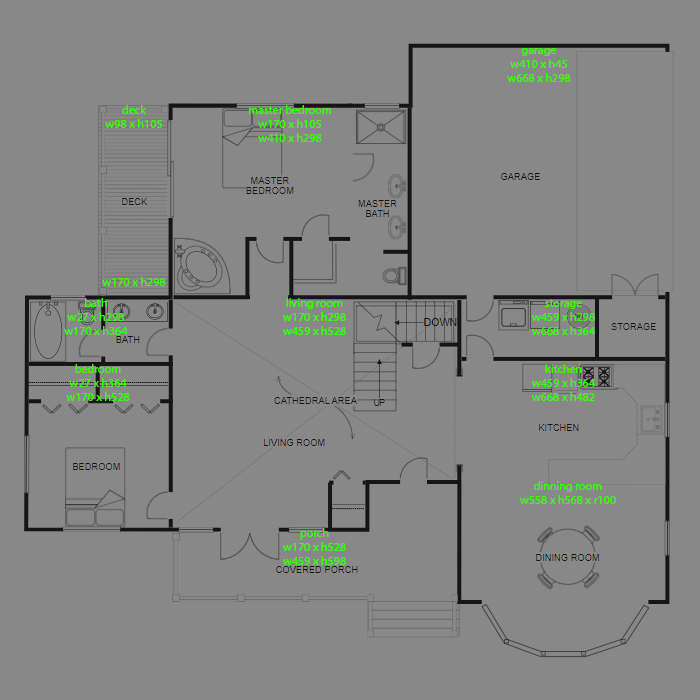 garage
w410 x h45
w668 x h298
deck
w98 x h105
master bedroom
w170 x h105
w410 x h298
MASTER
BEDROOM
GARAGE
DECK
MASTER
BATH
w170 x h298
bath
w27 x h298
w170 x h364
BATH
living room
w170 x h298
w459 x h528
DOWN
storage
w459 x h298
w668 x h364
STORAGE
bedroom
w27 x h364
w170 x h528
kitchen
w459 x h364
w668 x h482
CATHEDRAL AREA
UP
KITCHEN
LIVING ROOM
BEDROOM
dinning room
w558 x h568 x r100
porch
w170 x h528
w459 x h598
COVERED PORCH
DINING ROOM